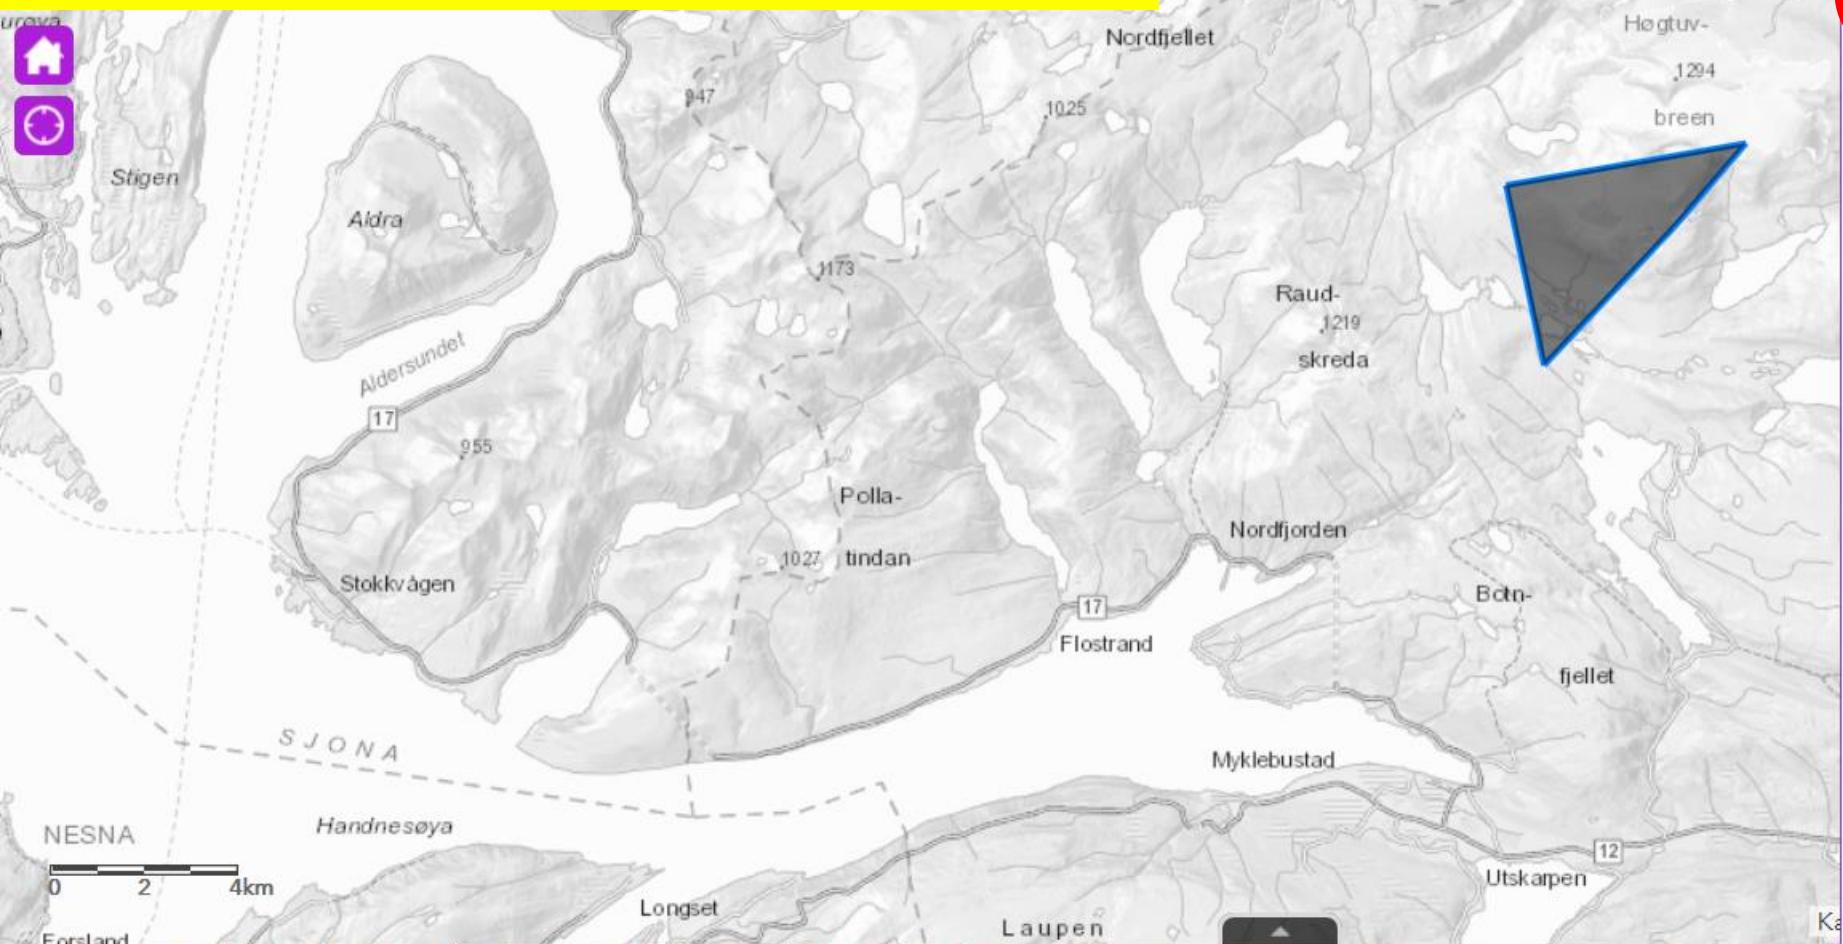 Nordfjellet
Høgtuv-
1294
947
1025
breen
Stigen
Aldra
1173
Raud-
1219
skreda
Aldersundet
17
955
Polla-
Nordfjorden
1027
tindan
Stokkvågen
Botn-
17
Flostrand
fjellet
SJONA
Myklebustad
Handnesøya
NESNA
12
0 2 4km
Utskarpen
Longset
Laupen
Forsland